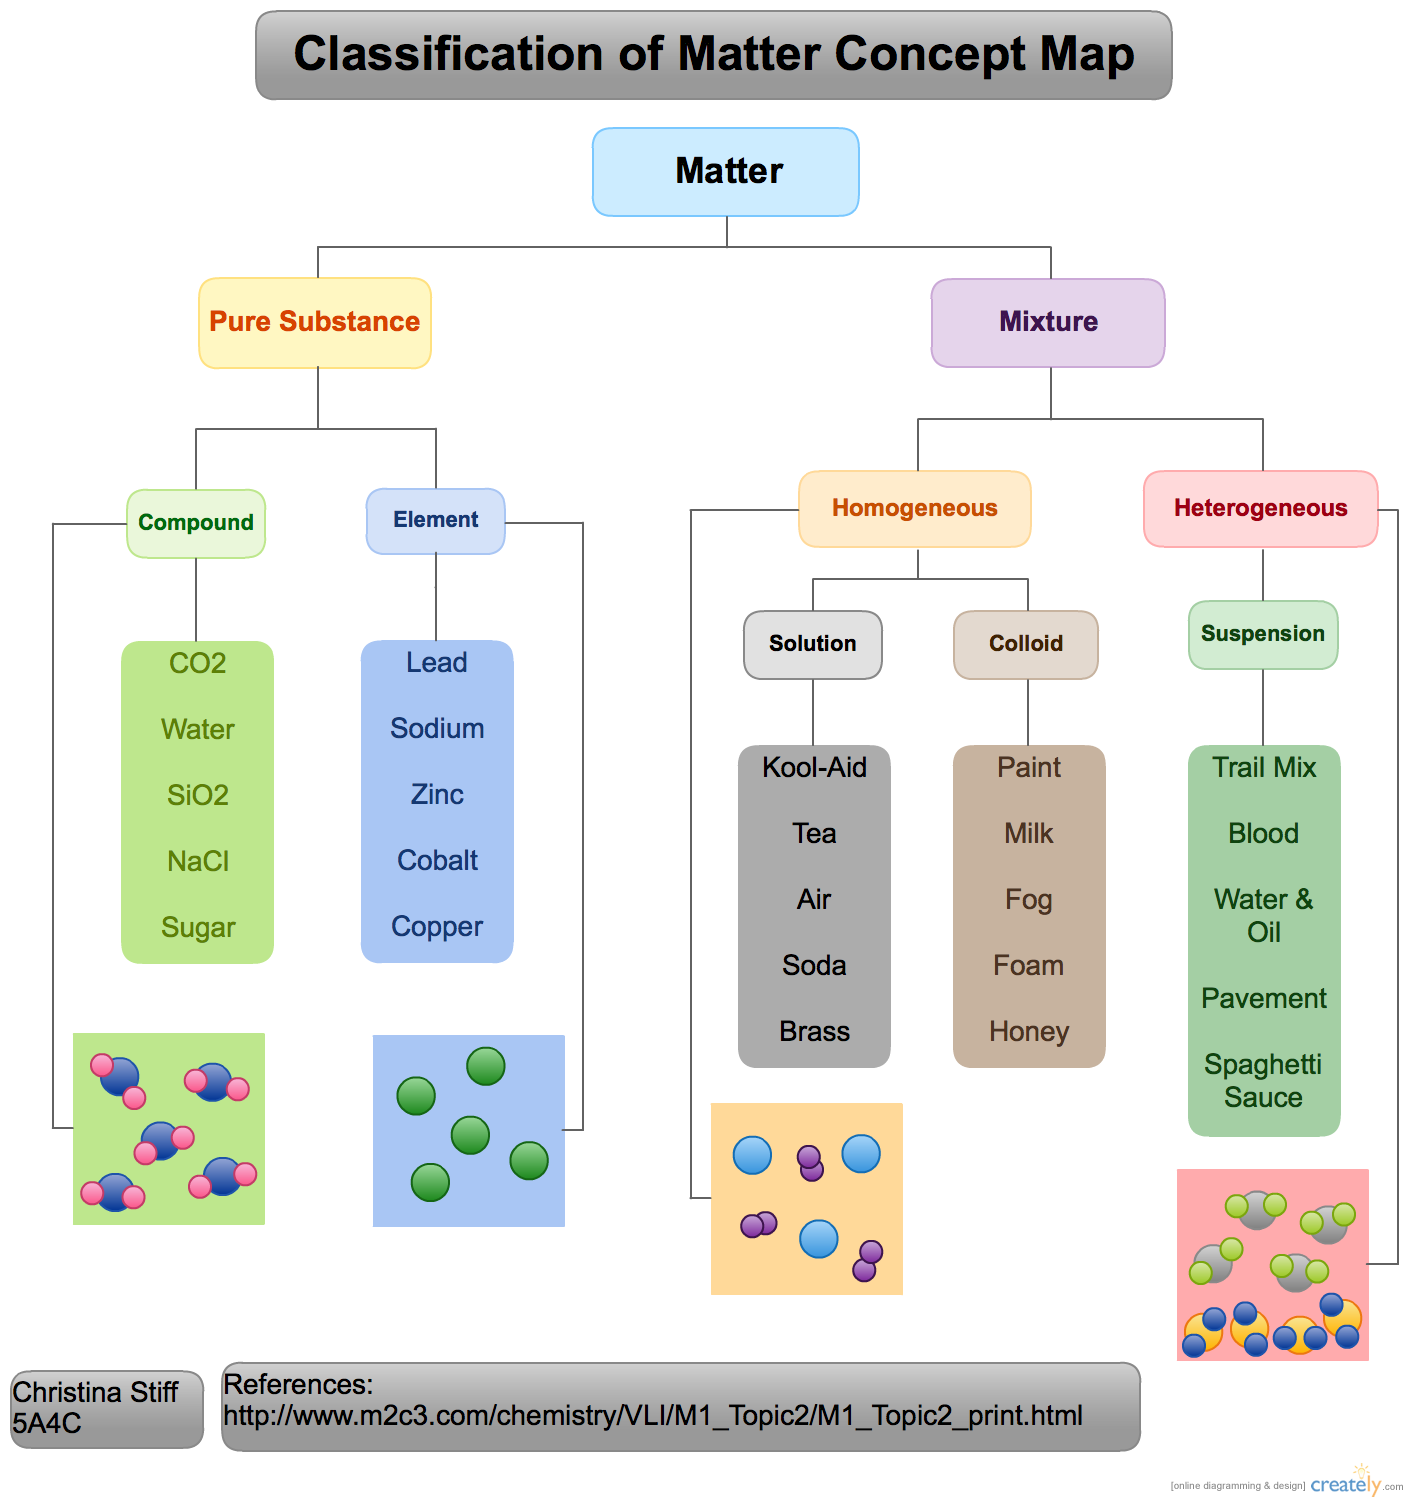 Classification of Matter Concept Map
Matter
Pure Substance
Mixture
Compound
Element
Homogeneous
Heterogeneous
Solution
Colloid
Suspension
CO2
Water
SiO2
NaCl
Sugar
Lead
Sodium
Zinc
Cobalt
Copper
Kool-Aid
Tea
Air
Soda
Brass
Paint
Milk
Fog
Foam
Honey
Trail Mix
Blood
Water &
Oil
Pavement
Spaghetti
Sauce
Christina Stiff
5A4C
References:
http://www.m2c3.com/chemistry/VLI/M1_Topic2/M1_Topic2_print.html
[online diagramming & design] creately.com